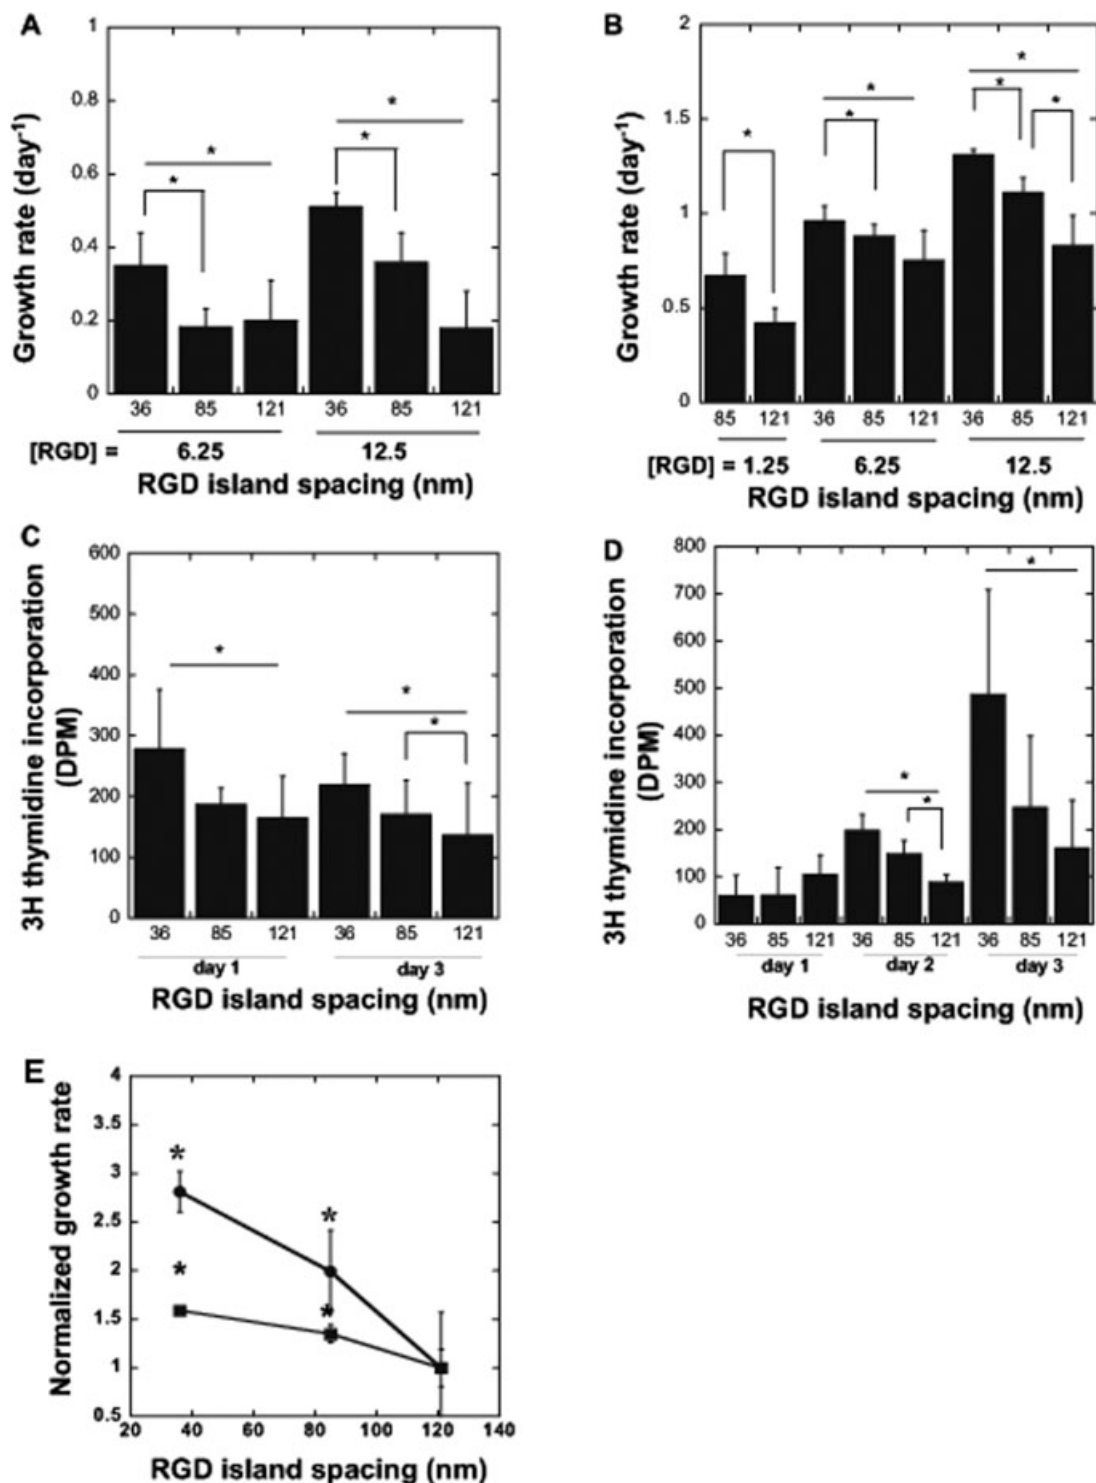 A
Growth rate (day-1)
1
0.8
0.6
0.4
0.2
0
* * * *
36 85 121 36 85 121
[RGD] = 6.25 12.5
RGD island spacing (nm)
B
Growth rate (day-1)
2
1.5
1
0.5
0
* * * * * *
85 121 36 85 121 36 85 121
[RGD] = 1.25 6.25 12.5
RGD island spacing (nm)
C
3H thymidine incorporation
(DPM)
600
500
400
300
200
100
0
* * *
36 85 121 36 85 121
day 1 day 3
RGD island spacing (nm)
D
3H thymidine incorporation
(DPM)
800
700
600
500
400
300
200
100
0
* * *
36 85 121 36 85 121 36 85 121
day 1 day 2 day 3
RGD island spacing (nm)
E
Normalized growth rate
4
3.5
3
2.5
2
1.5
1
0.5
* * * *
20 40 60 80 100 120 140
RGD island spacing (nm)